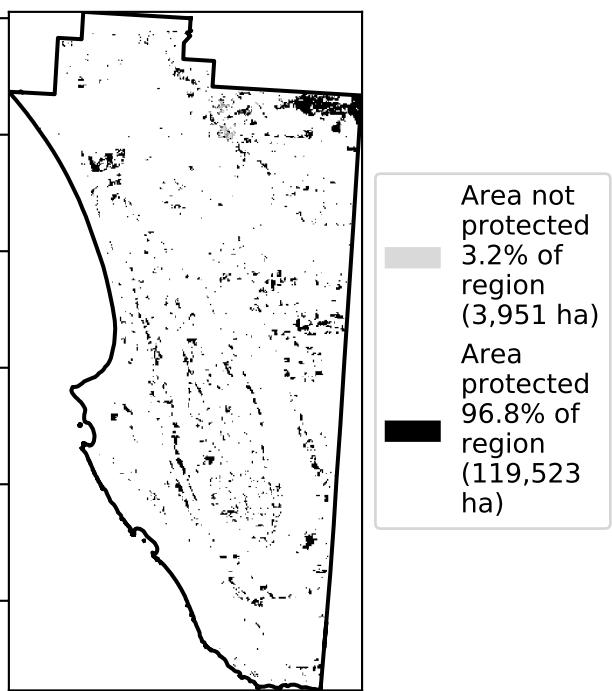 Area not
protected
3.2% of
region
(3,951 ha)
Area
protected
96.8% of
region
(119,523
ha)